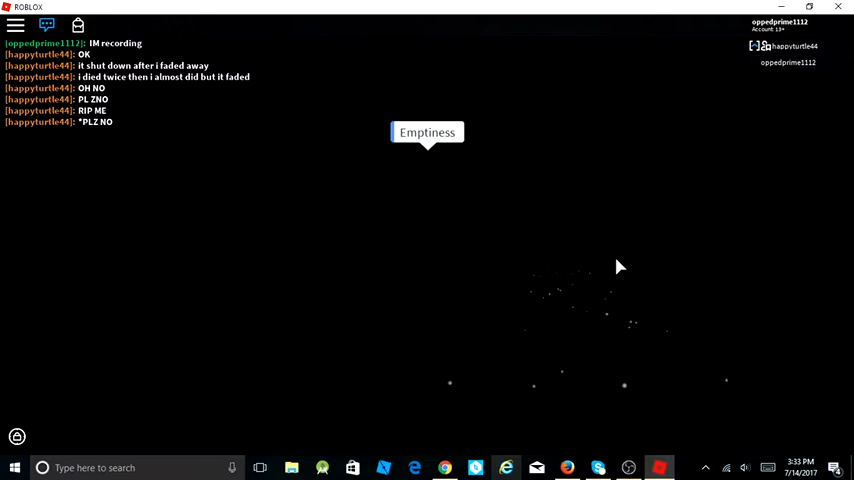 ROBLOX
oppedprime1112
Account: 13+
[oppedprime1112]: IM recording
[happyturtle44]: OK
[happyturtle44]: it shut down after i faded away
[happyturtle44]: i died twice then i almost did but it faded
[happyturtle44]: OH NO
[happyturtle44]: PL ZNO
[happyturtle44]: RIP ME
[happyturtle44]: *PLZ NO
happyturtle44
oppedprime1112
Emptiness
Type here to search
3:33 PM
7/14/2017
4